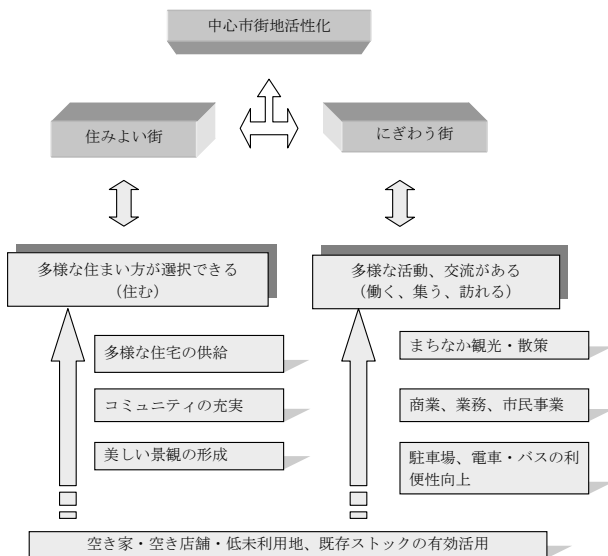 中心市街地活性化
住みよい街
にぎわう街
多様な住まい方が選択できる
（住む）
多様な活動、交流がある
（働く、集う、訪れる）
多様な住宅の供給
コミュニティの充実
美しい景観の形成
まちなか観光・散策
商業、業務、市民事業
駐車場、電車・バスの利
便性向上
空き家・空き店舗・低未利用地、既存ストックの有効活用